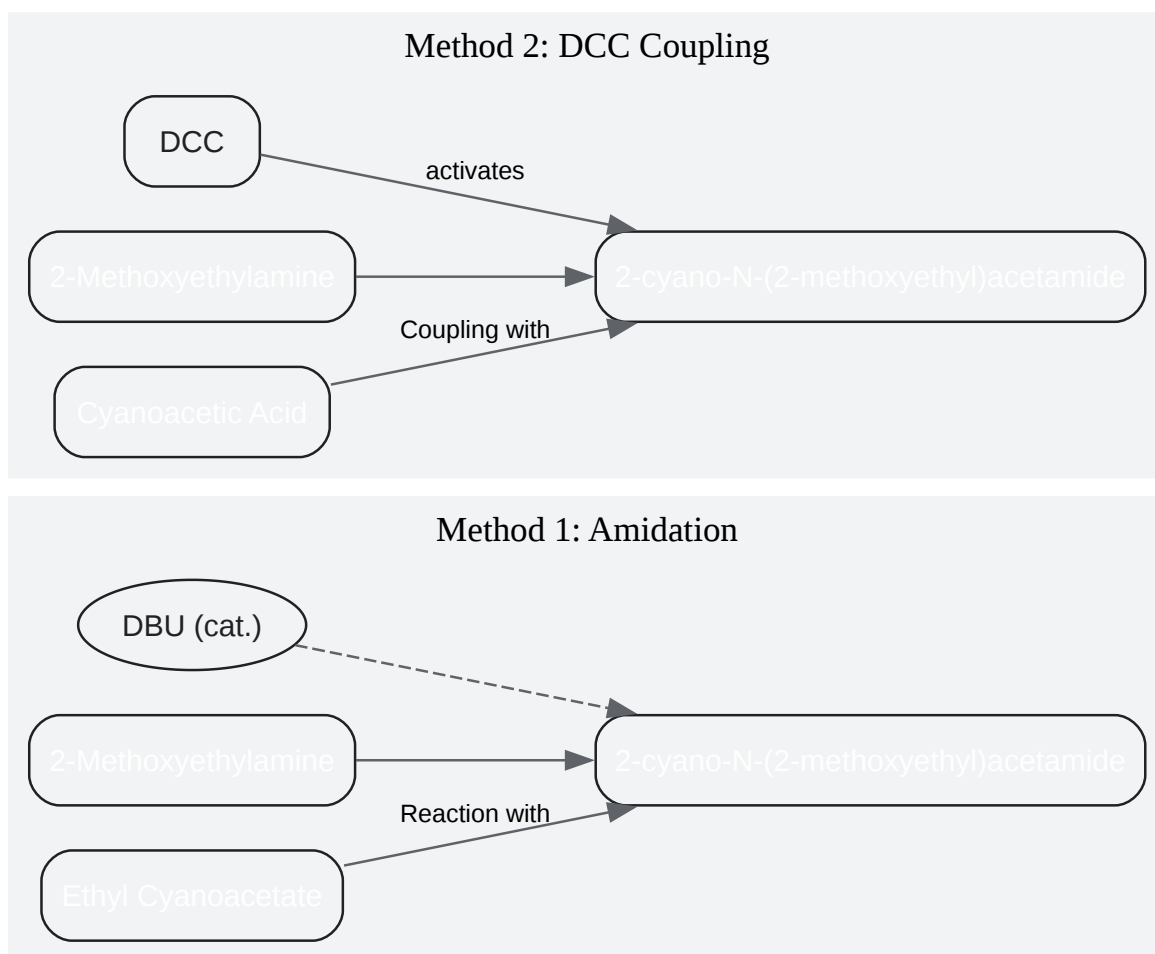 Method 2: DCC Coupling
DCC
activates
2-Methoxyethylamine
2-cyano-N-(2-methoxyethyl)acetamide
Coupling with
Cyanoacetic Acid
Method 1: Amidation
DBU (cat.)
2-Methoxyethylamine
2-cyano-N-(2-methoxyethyl)acetamide
Reaction with
Ethyl Cyanoacetate